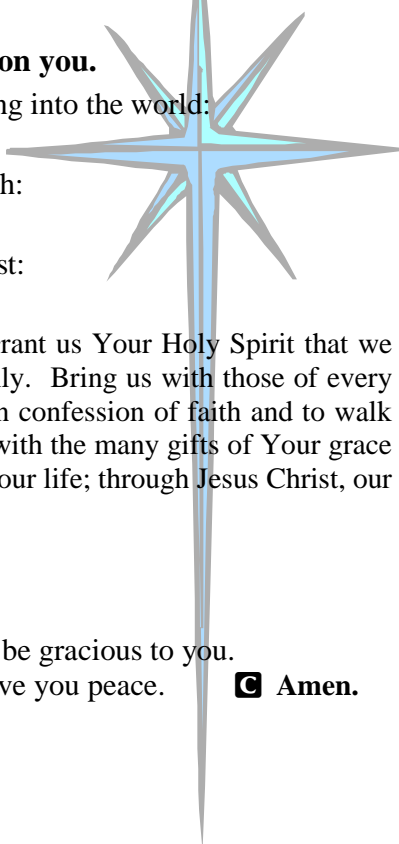 on you.
ng into the world:
h:
st:
rant us Your Holy Spirit that we
lly. Bring us with those of every
n confession of faith and to walk
with the many gifts of Your grace
our life; through Jesus Christ, our
be gracious to you.
ve you peace. C Amen.